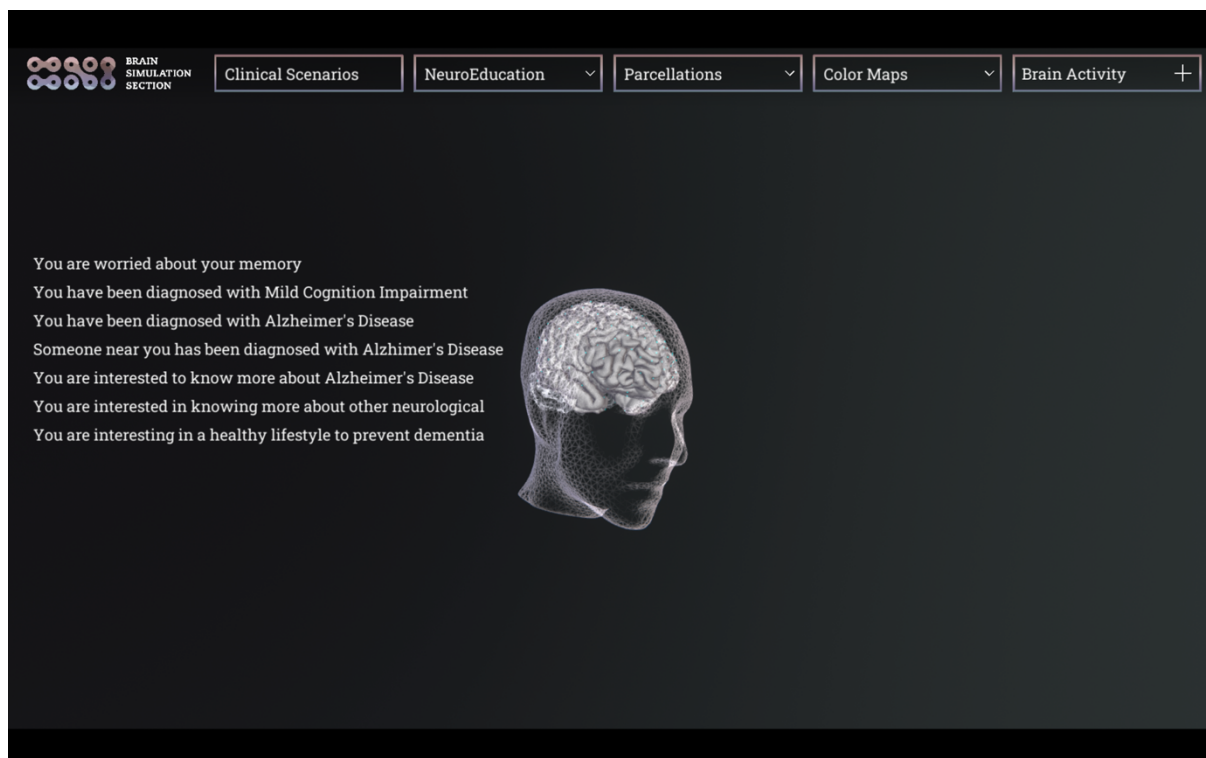 BRAIN
SIMULATION
SECTION
Clinical Scenarios
NeuroEducation
Parcellations
Color Maps
Brain Activity
You are worried about your memory
You have been diagnosed with Mild Cognition Impairment
You have been diagnosed with Alzheimer's Disease
Someone near you has been diagnosed with Alzhimer's Disease
You are interested to know more about Alzheimer's Disease
You are interested in knowing more about other neurological
You are interesting in a healthy lifestyle to prevent dementia